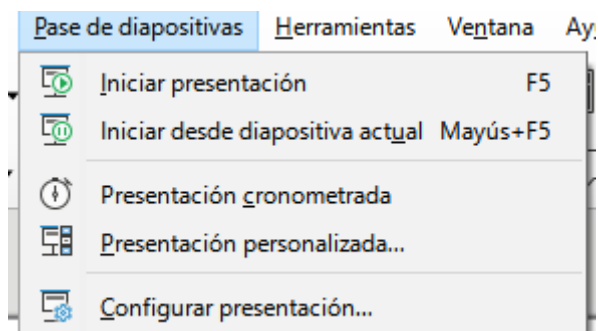 Pase de diapositivas Herramientas Ventana
Iniciar presentación F5
Iniciar desde diapositiva actual Mayús+F5
Presentación cronometrada
Presentación personalizada...
Configurar presentación...